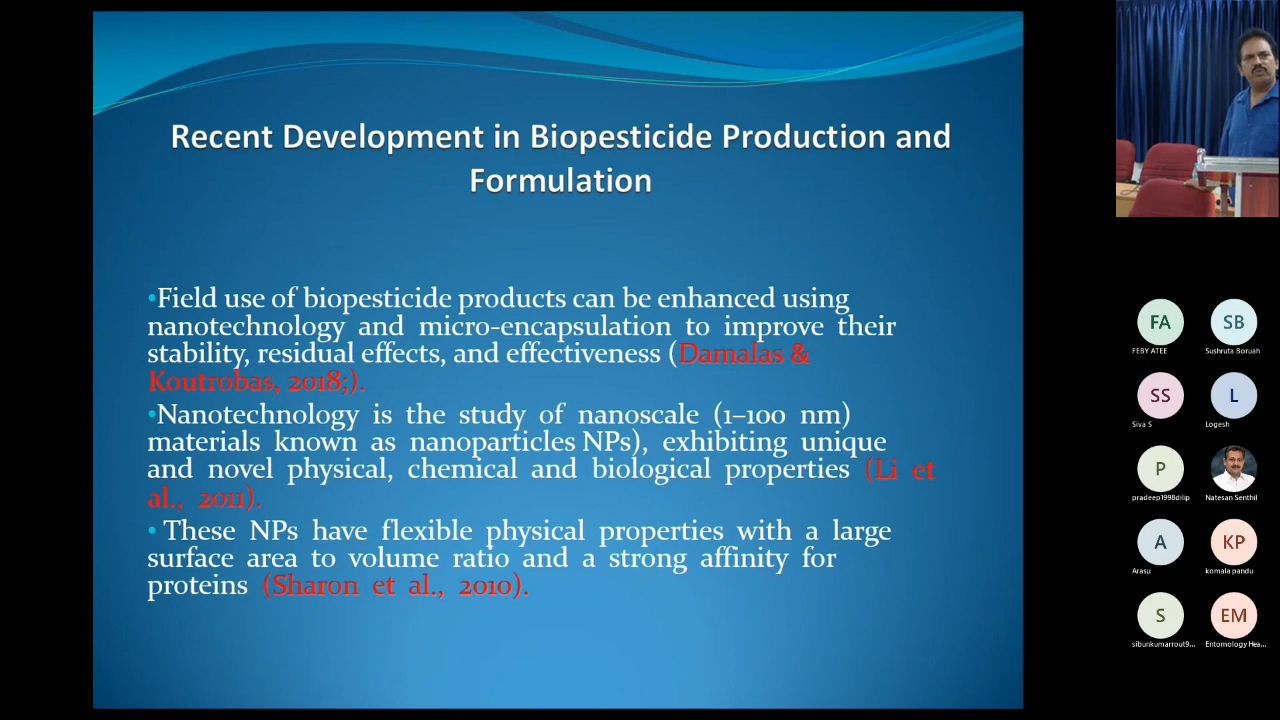 Recent Development in Biopesticide Production and
Formulation
•Field use of biopesticide products can be enhanced using
nanotechnology and micro-encapsulation to improve their
stability, residual effects, and effectiveness (Damalas &
Koutrobas, 2018;).
•Nanotechnology is the study of nanoscale (1–100 nm)
materials known as nanoparticles NPs), exhibiting unique
and novel physical, chemical and biological properties (Li et
al., 2011).
• These NPs have flexible physical properties with a large
surface area to volume ratio and a strong affinity for
proteins (Sharon et al., 2010).
FA
FEBY ATEE
SB
Sushruta Boruah
SS
Siva S
L
Logesh
P
pradeep1998dilip
Natesan Senthil
A
Arasu
KP
komala pandu
S
sibunkumarrout9...
EM
Entomology Hea...